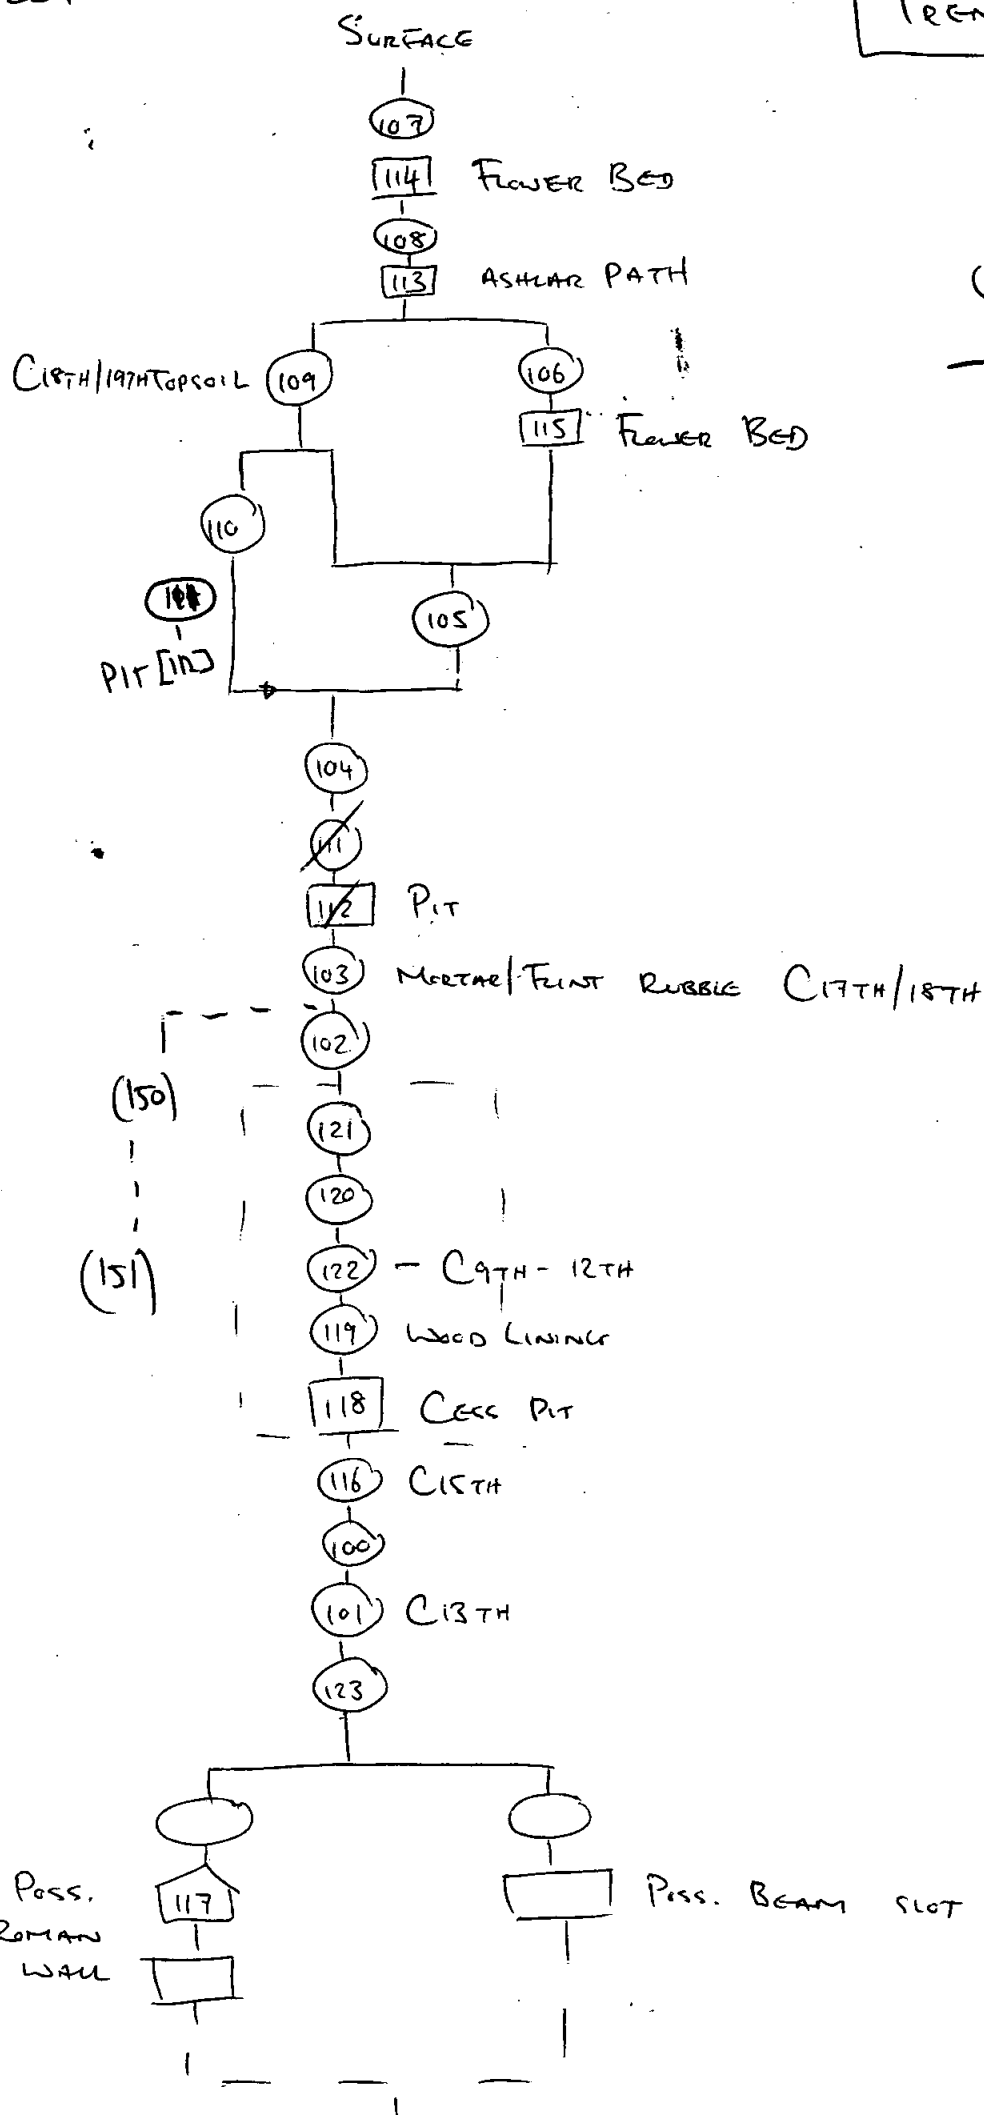 SURFACE
107
114 FLOWER BED
108
113 ASHLAR PATH
C18TH/19TH TOPSOIL 109 106
115 FLOWER BED
110
105
PIT
104
111
112 PIT
103 MORTAR/FLINT RUBBLE C17TH/18TH
102
(150)
121
120
(151) 122 - C9TH-12TH
119 WOOD LINING
118 CESS PIT
116 C15TH
100
101 C13TH
123
POSS. 117 POSS. BEAM SLOT
ROMAN
WALL